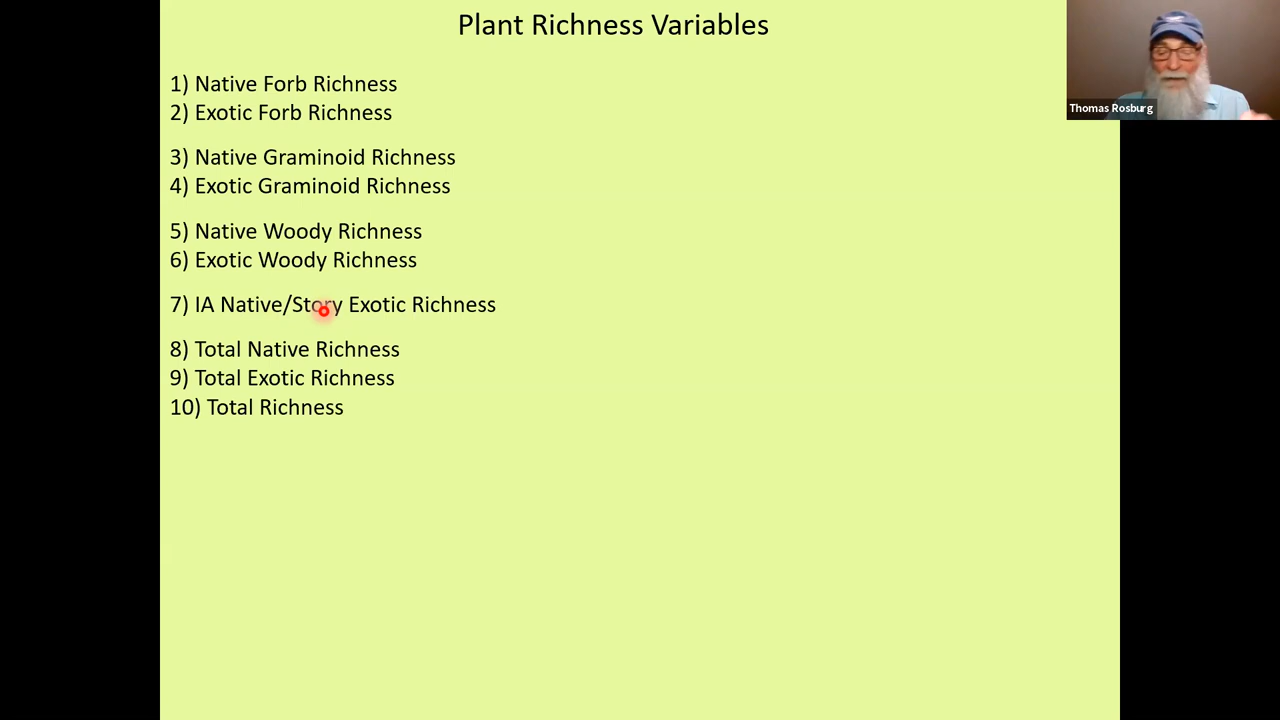 Plant Richness Variables
1) Native Forb Richness
2) Exotic Forb Richness
3) Native Graminoid Richness
4) Exotic Graminoid Richness
5) Native Woody Richness
6) Exotic Woody Richness
7) IA Native/Story Exotic Richness
8) Total Native Richness
9) Total Exotic Richness
10) Total Richness
Thomas Rosburg